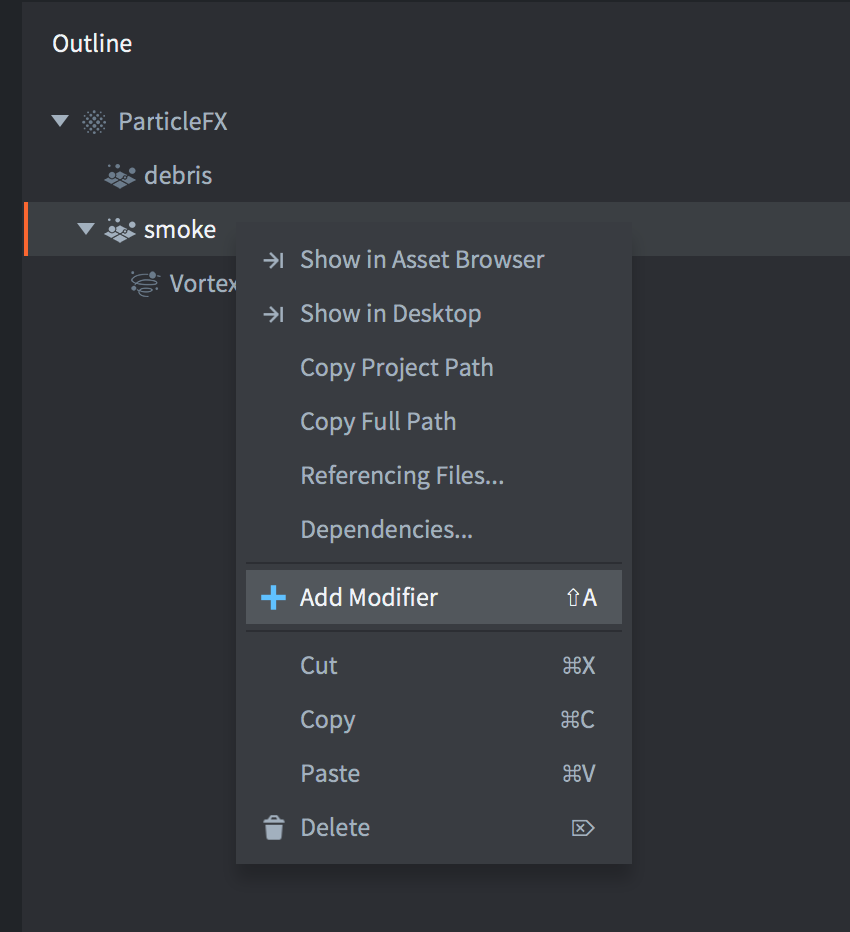 Outline
ParticleFX
debris
smoke
Vortex
Show in Asset Browser
Show in Desktop
Copy Project Path
Copy Full Path
Referencing Files...
Dependencies...
Add Modifier ⇧A
Cut ⌘X
Copy ⌘C
Paste ⌘V
Delete ⌦